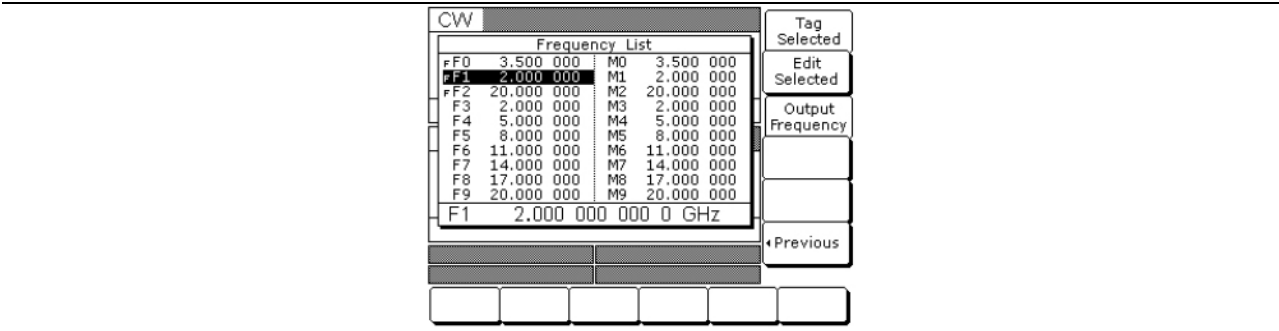 CW
Frequency List
F F0 3.500 000 M0 3.500 000
F F1 2.000 000 M1 2.000 000
F F2 20.000 000 M2 20.000 000
F3 2.000 000 M3 2.000 000
F4 5.000 000 M4 5.000 000
F5 8.000 000 M5 8.000 000
F6 11.000 000 M6 11.000 000
F7 14.000 000 M7 14.000 000
F8 17.000 000 M8 17.000 000
F9 20.000 000 M9 20.000 000
F1 2.000 000 000 0 GHz
Tag
Selected
Edit
Selected
Output
Frequency
Previous